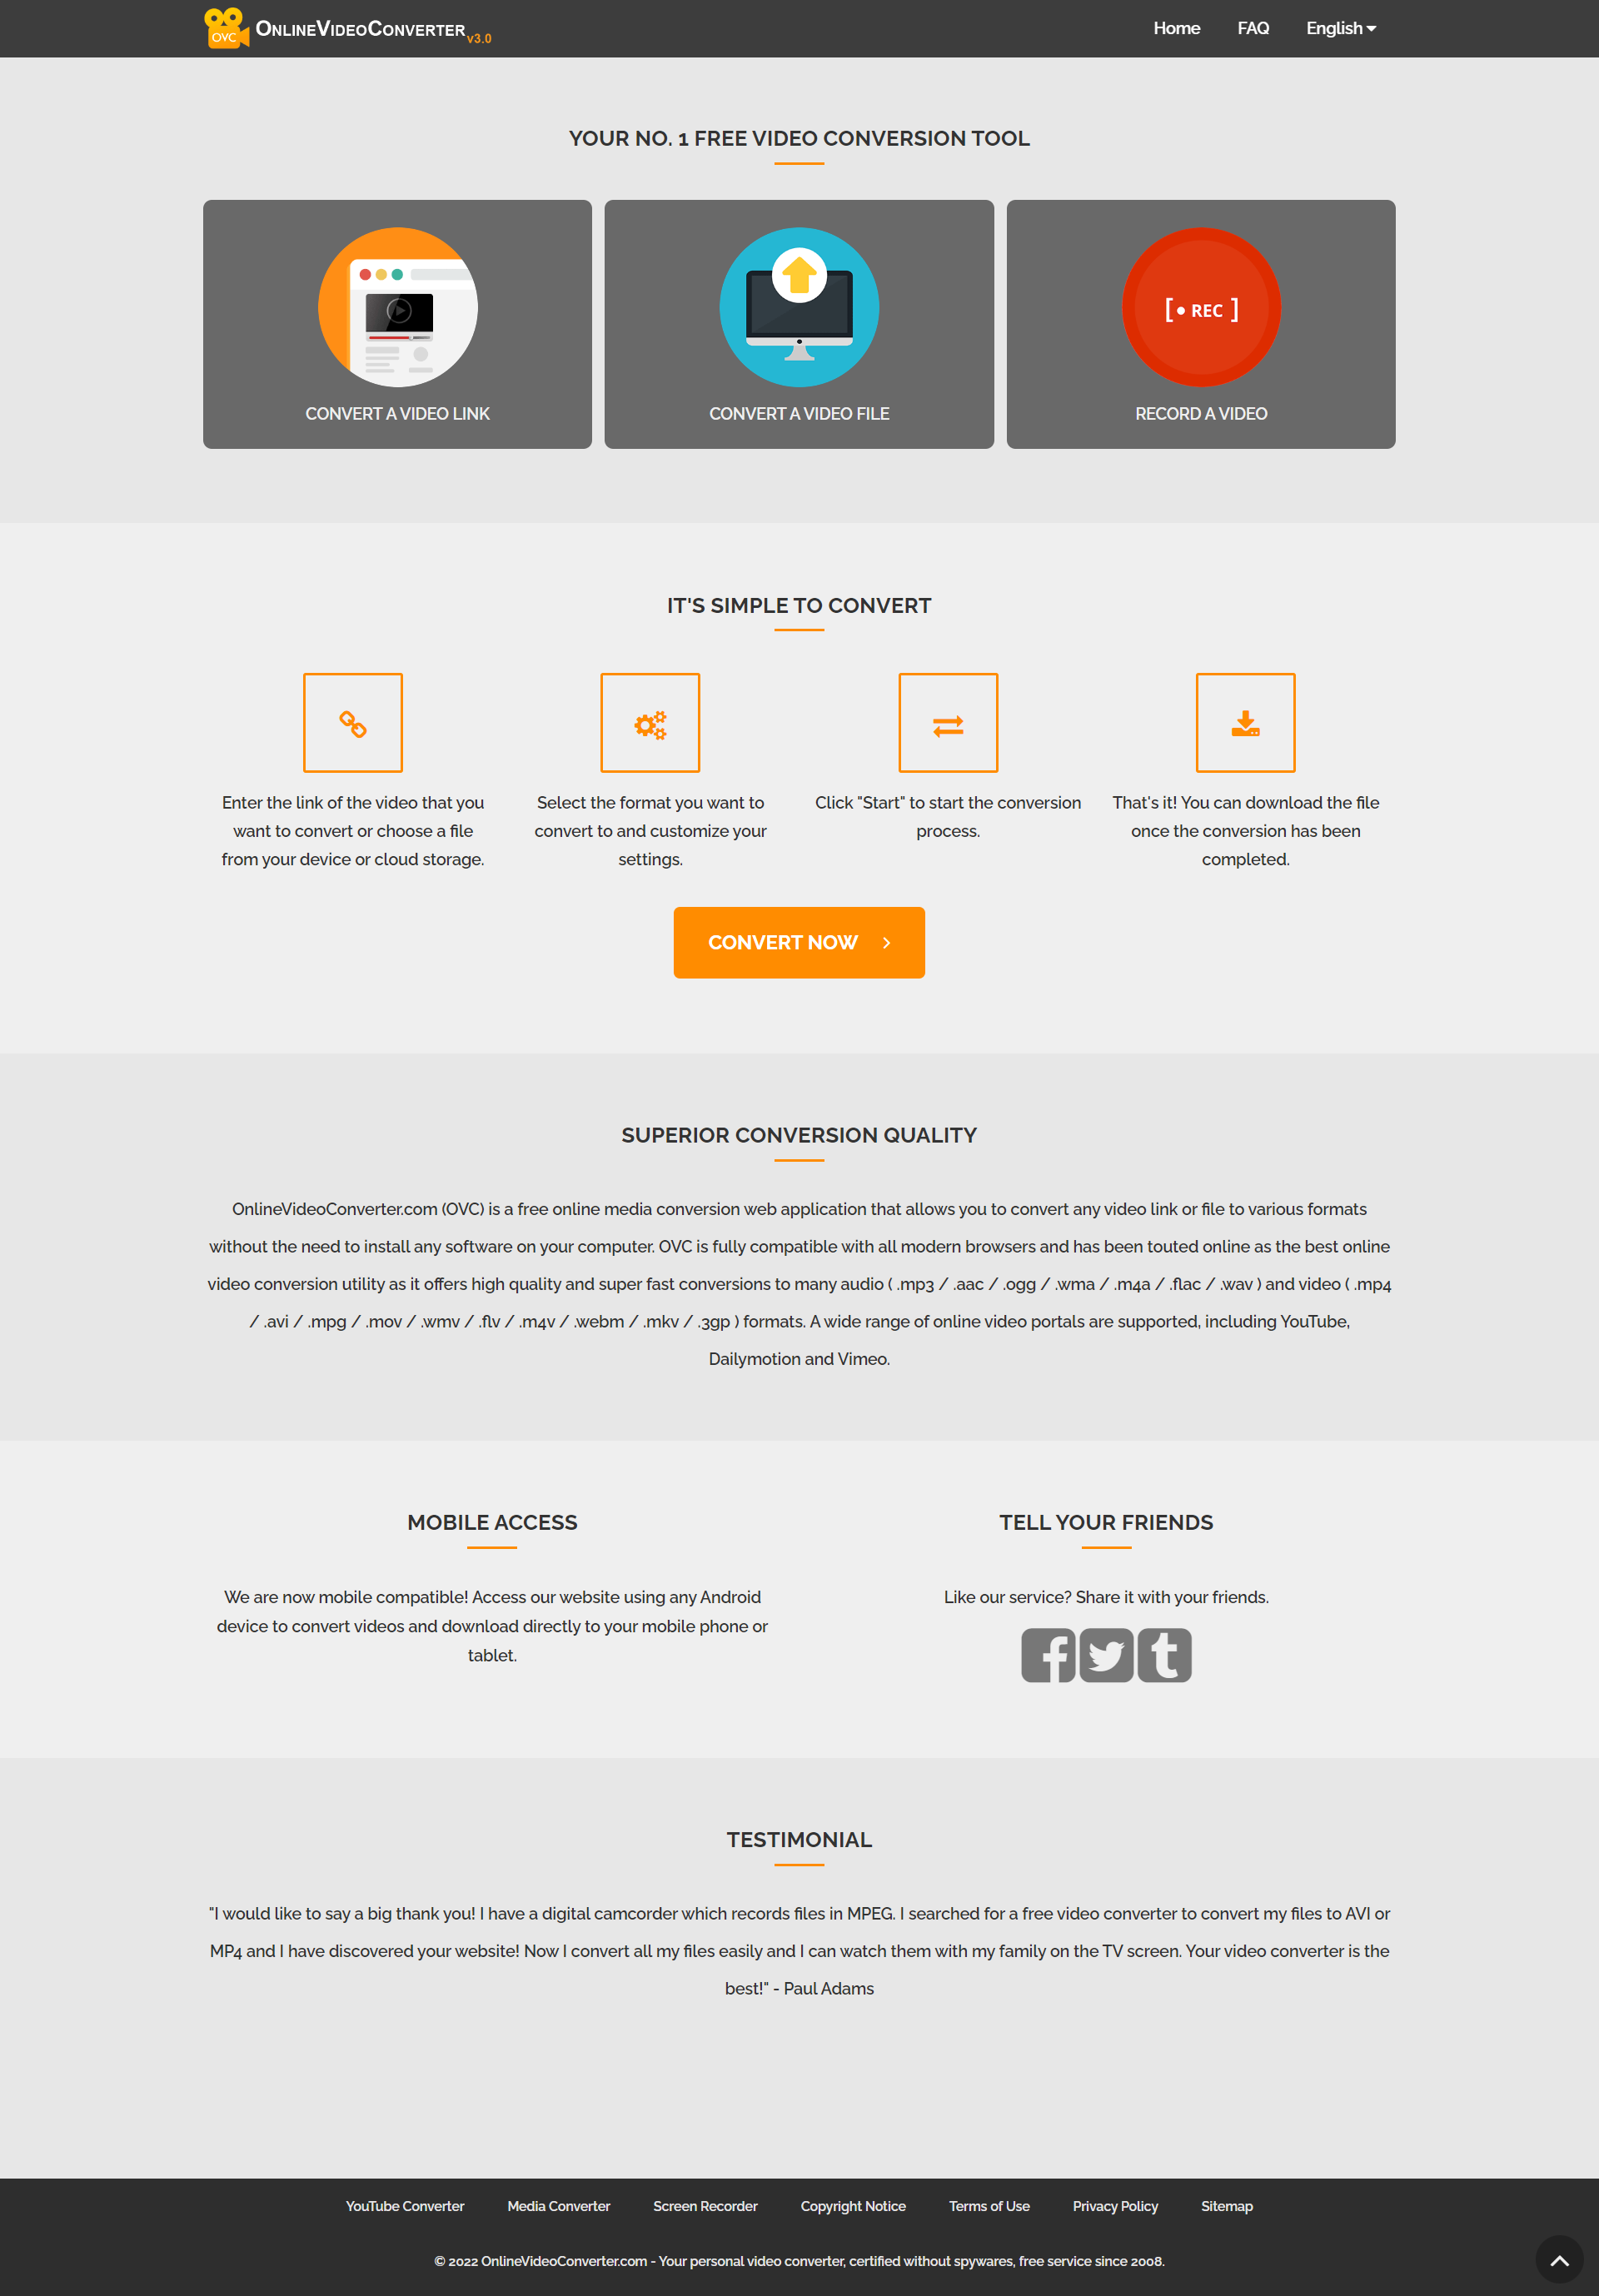 OVC OnlineVideoConverter v3.0
Home FAQ English
YOUR NO. 1 FREE VIDEO CONVERSION TOOL
[• REC ]
CONVERT A VIDEO LINK
CONVERT A VIDEO FILE
RECORD A VIDEO
IT'S SIMPLE TO CONVERT
Enter the link of the video that you
want to convert or choose a file
from your device or cloud storage.
Select the format you want to
convert to and customize your
settings.
Click "Start" to start the conversion
process.
That's it! You can download the file
once the conversion has been
completed.
CONVERT NOW
SUPERIOR CONVERSION QUALITY
OnlineVideoConverter.com (OVC) is a free online media conversion web application that allows you to convert any video link or file to various formats
without the need to install any software on your computer. OVC is fully compatible with all modern browsers and has been touted online as the best online
video conversion utility as it offers high quality and super fast conversions to many audio ( .mp3 / .aac / .ogg / .wma / .m4a / .flac / .wav ) and video ( .mp4
/ .avi / .mpg / .mov / .wmv / .flv / .m4v / .webm / .mkv / .3gp ) formats. A wide range of online video portals are supported, including YouTube,
Dailymotion and Vimeo.
MOBILE ACCESS
We are now mobile compatible! Access our website using any Android
device to convert videos and download directly to your mobile phone or
tablet.
TELL YOUR FRIENDS
Like our service? Share it with your friends.
TESTIMONIAL
"I would like to say a big thank you! I have a digital camcorder which records files in MPEG. I searched for a free video converter to convert my files to AVI or
MP4 and I have discovered your website! Now I convert all my files easily and I can watch them with my family on the TV screen. Your video converter is the
best!" - Paul Adams
YouTube Converter Media Converter Screen Recorder Copyright Notice Terms of Use Privacy Policy Sitemap
© 2022 OnlineVideoConverter.com - Your personal video converter, certified without spywares, free service since 2008.